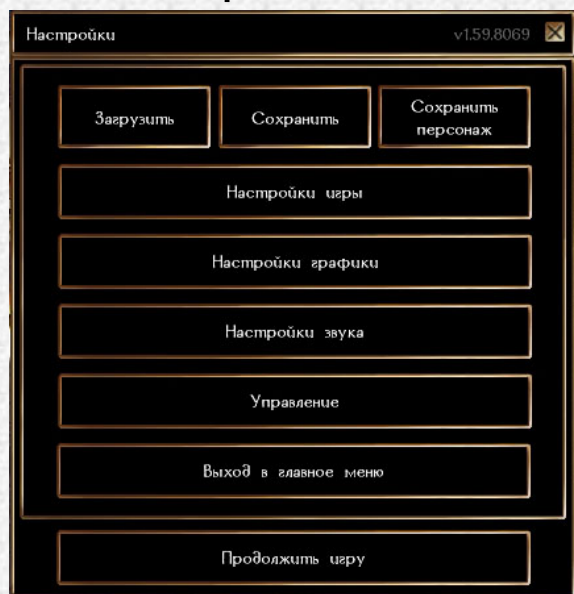 Настройки v1.59.8069
Загрузить Сохранить Сохранить
персонаж
Настройки игры
Настройки графики
Настройки звука
Управление
Выход в главное меню
Продолжить игру